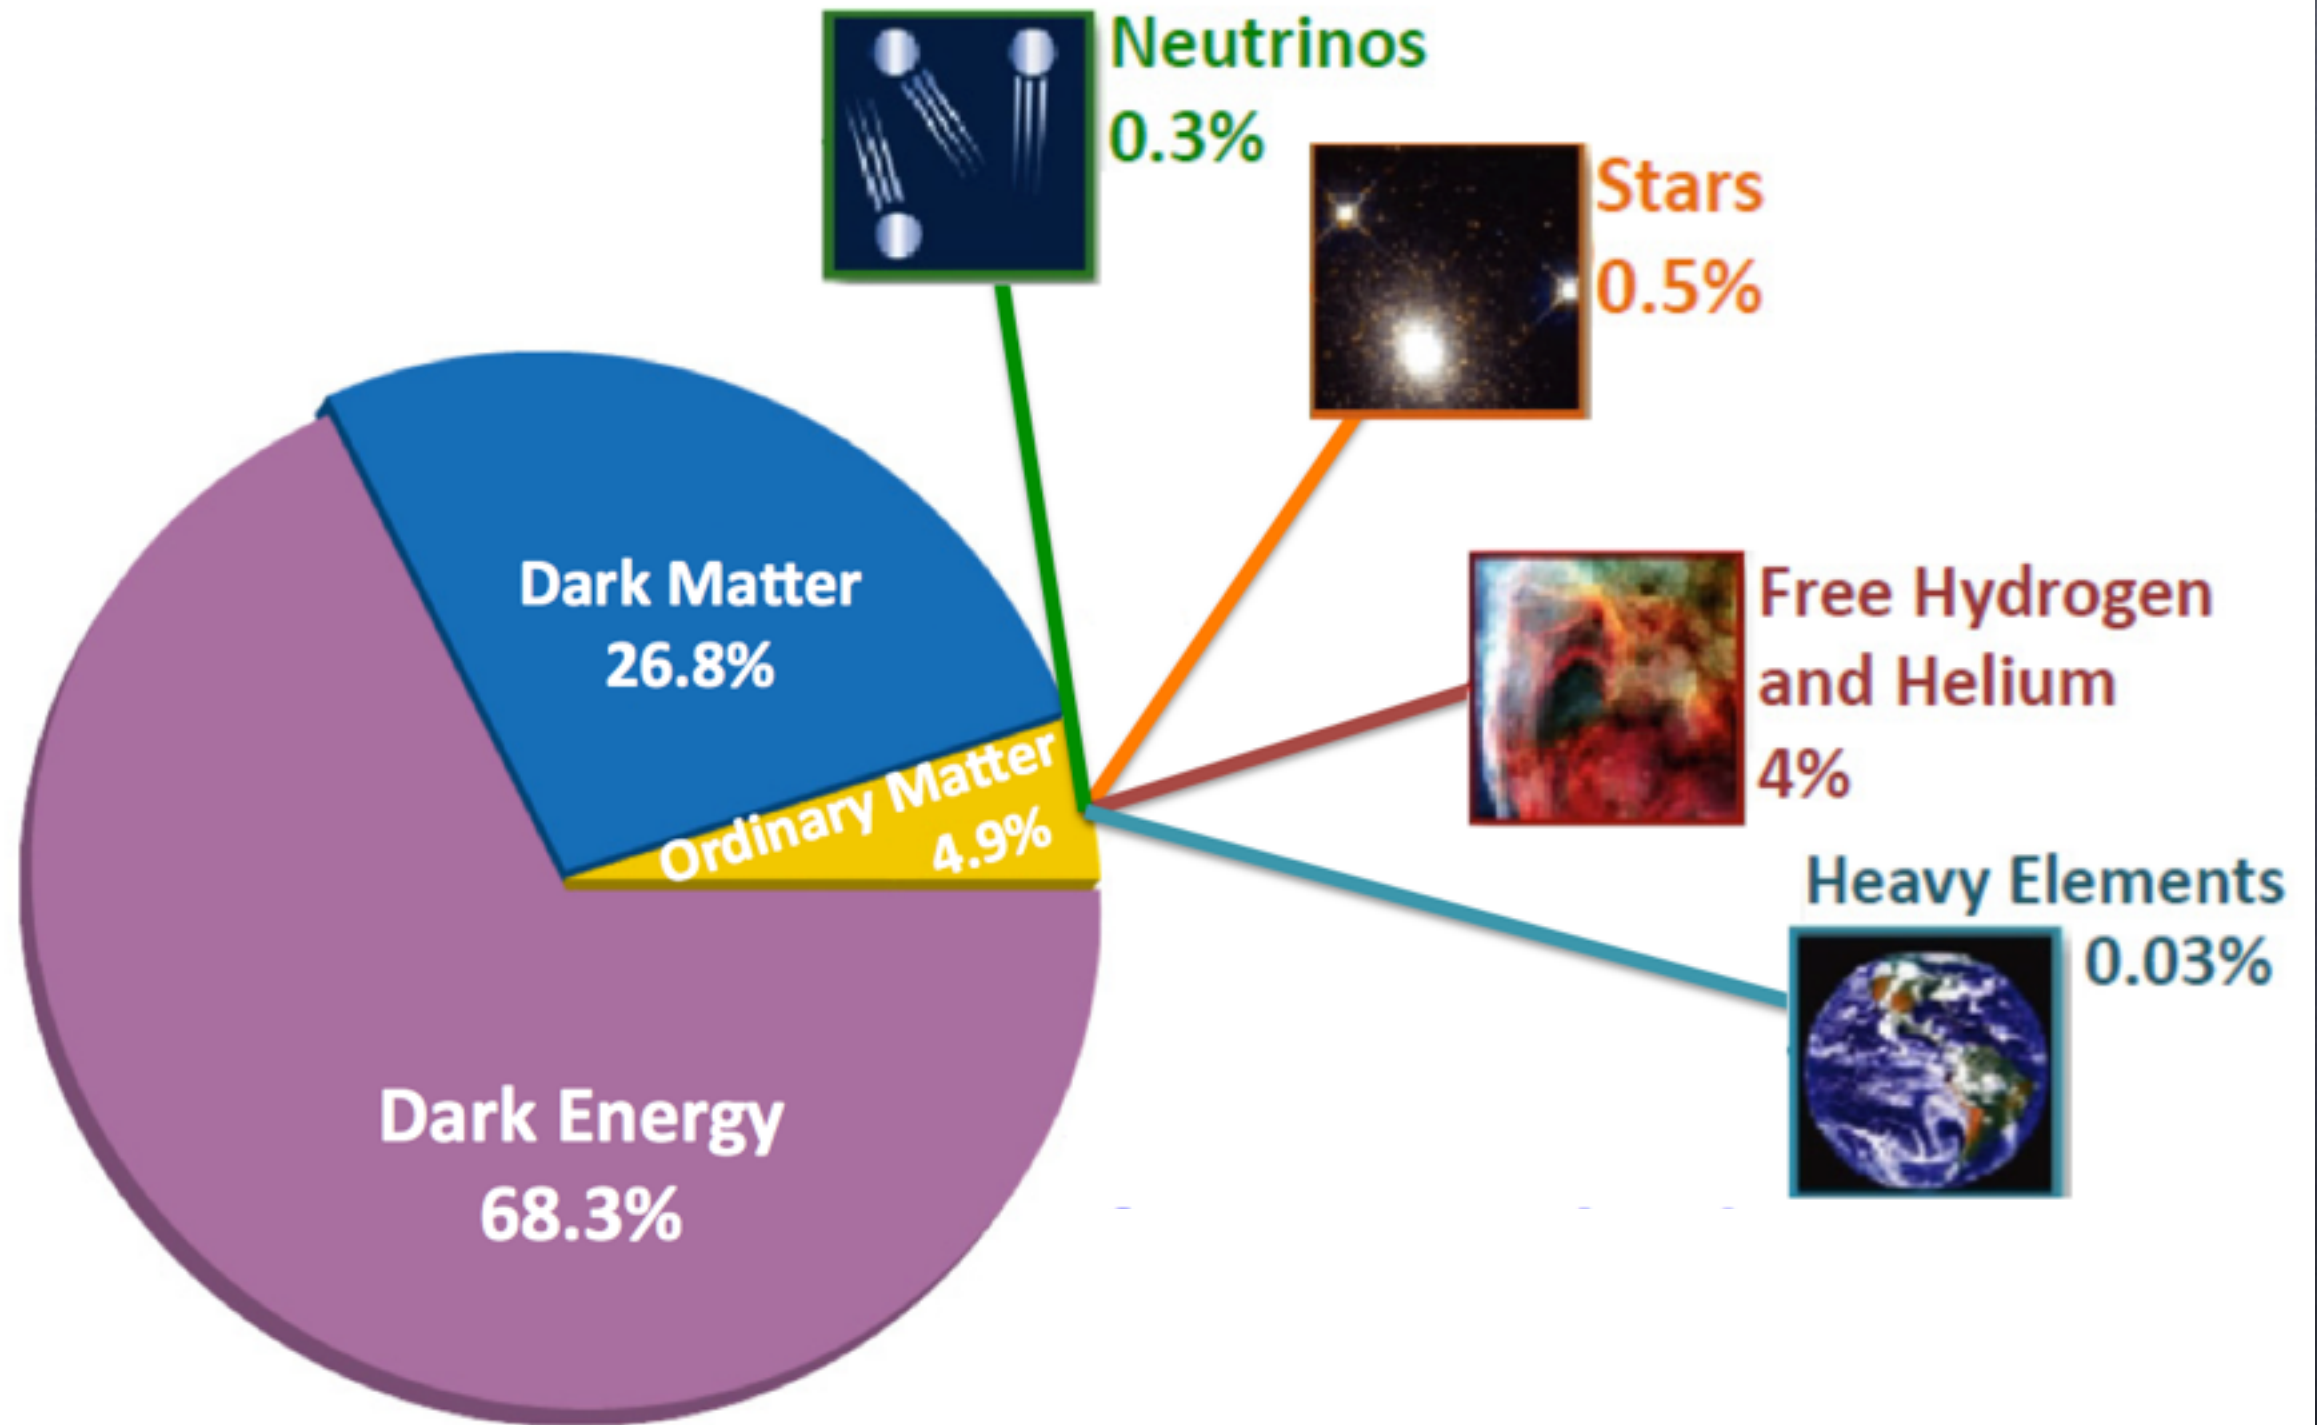 Neutrinos
0.3%
Stars
0.5%
Dark Matter
26.8%
Free Hydrogen
and Helium
4%
Ordinary Matter
4.9%
Heavy Elements
0.03%
Dark Energy
68.3%